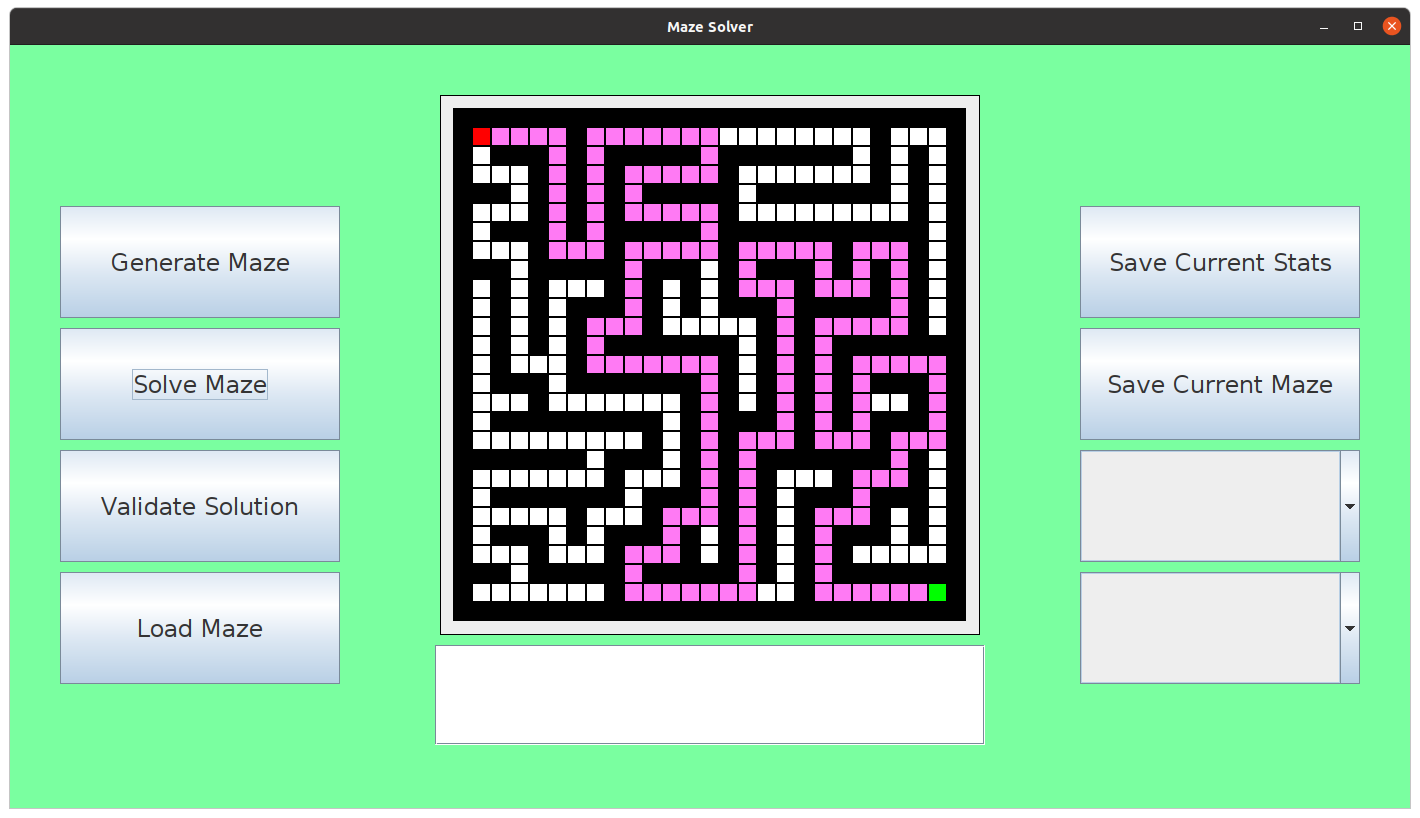 Maze Solver
Generate Maze
Solve Maze
Validate Solution
Load Maze
Save Current Stats
Save Current Maze